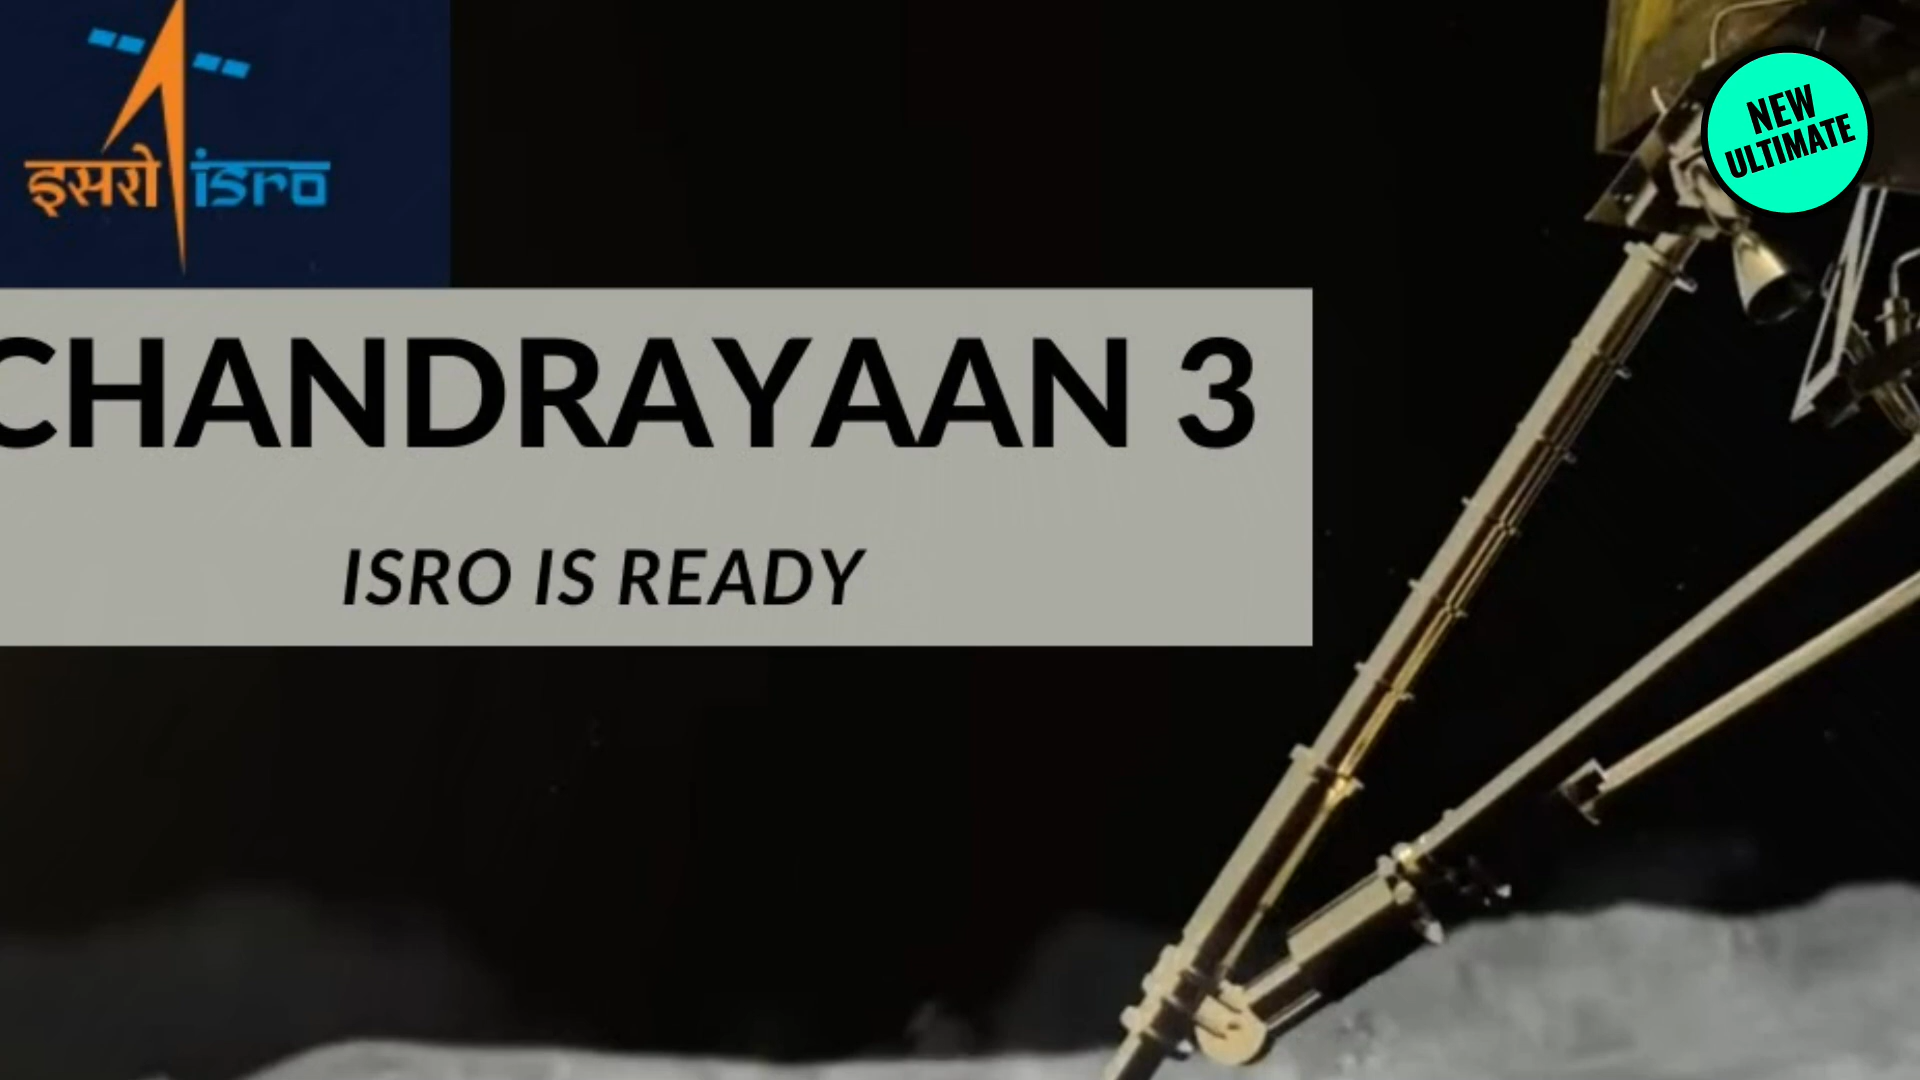 इसरो isro
NEW
ULTIMATE
CHANDRAYAAN 3
ISRO IS READY